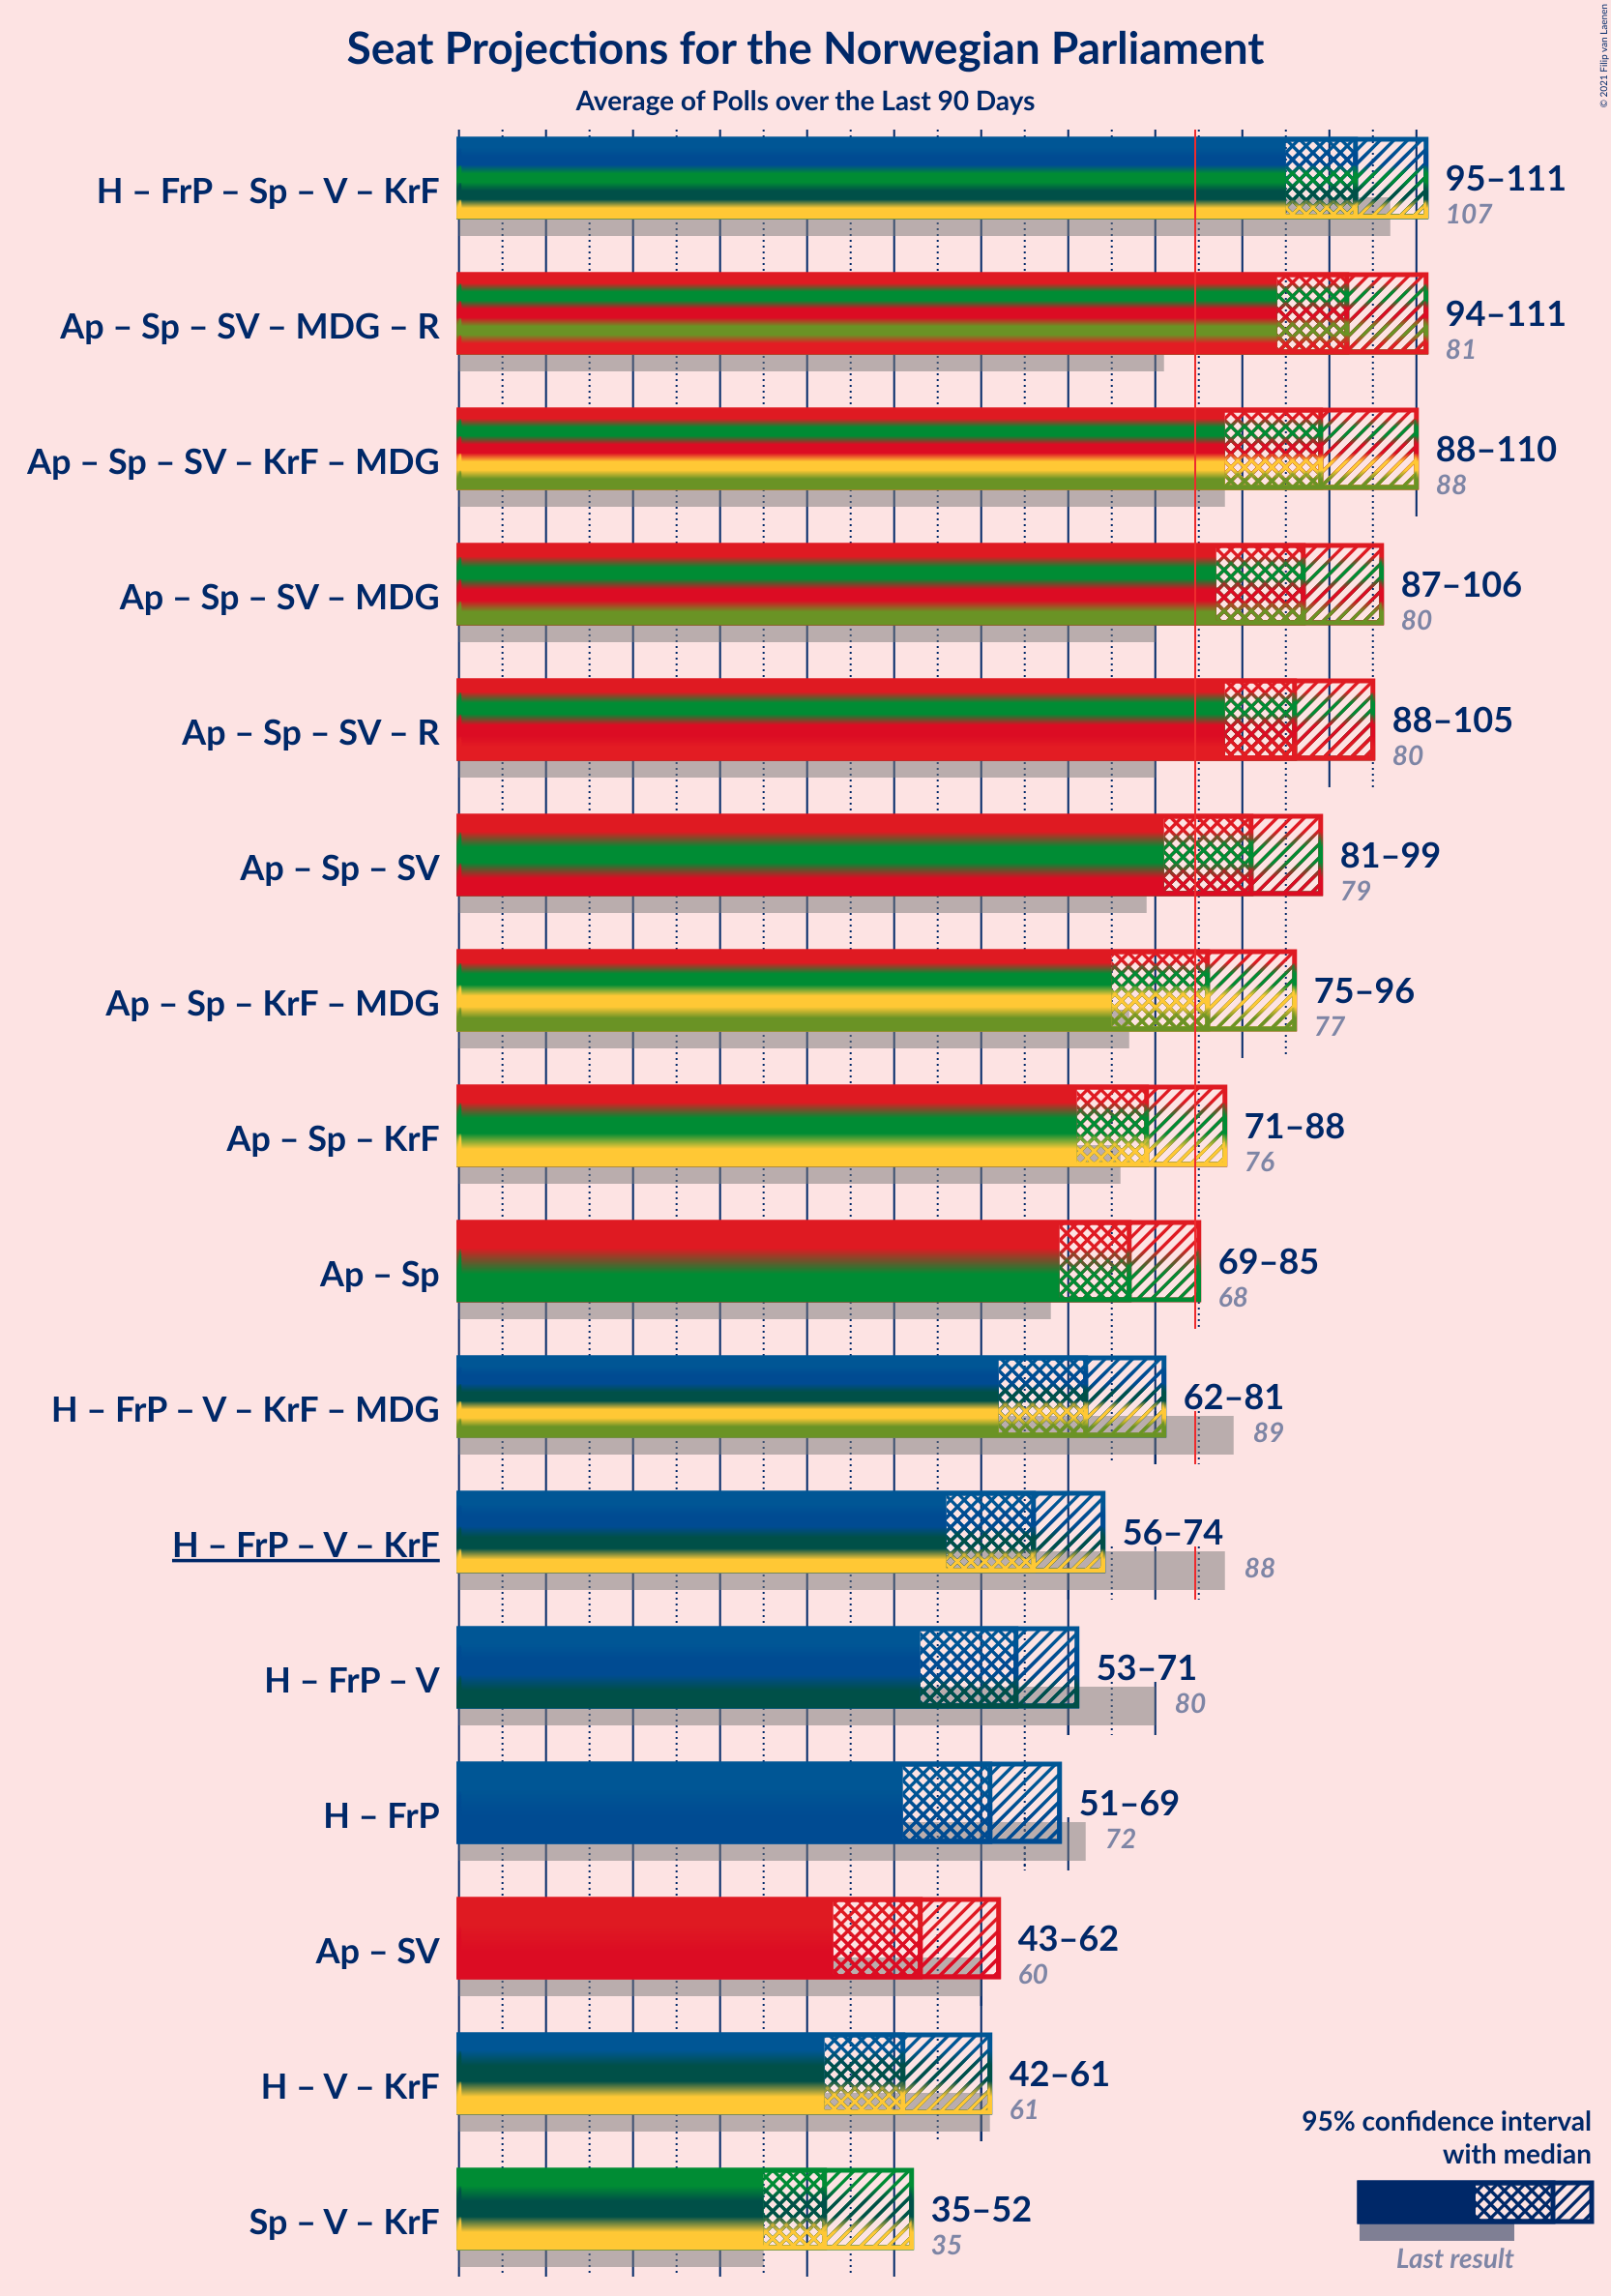 Seat Projections for the Norwegian Parliament
Average of Polls over the Last 90 Days
© 2021 Filip van Laenen
H – FrP – Sp – V – KrF
95–111
107
Ap – Sp – SV – MDG – R
94–111
81
Ap – Sp – SV – KrF – MDG
88–110
88
Ap – Sp – SV – MDG
87–106
80
Ap – Sp – SV – R
88–105
80
Ap – Sp – SV
81–99
79
Ap – Sp – KrF – MDG
75–96
77
Ap – Sp – KrF
71–88
76
Ap – Sp
69–85
68
H – FrP – V – KrF – MDG
62–81
89
H – FrP – V – KrF
56–74
88
H – FrP – V
53–71
80
H – FrP
51–69
72
Ap – SV
43–62
60
H – V – KrF
42–61
61
Sp – V – KrF
35–52
35
95% confidence interval
with median
Last result